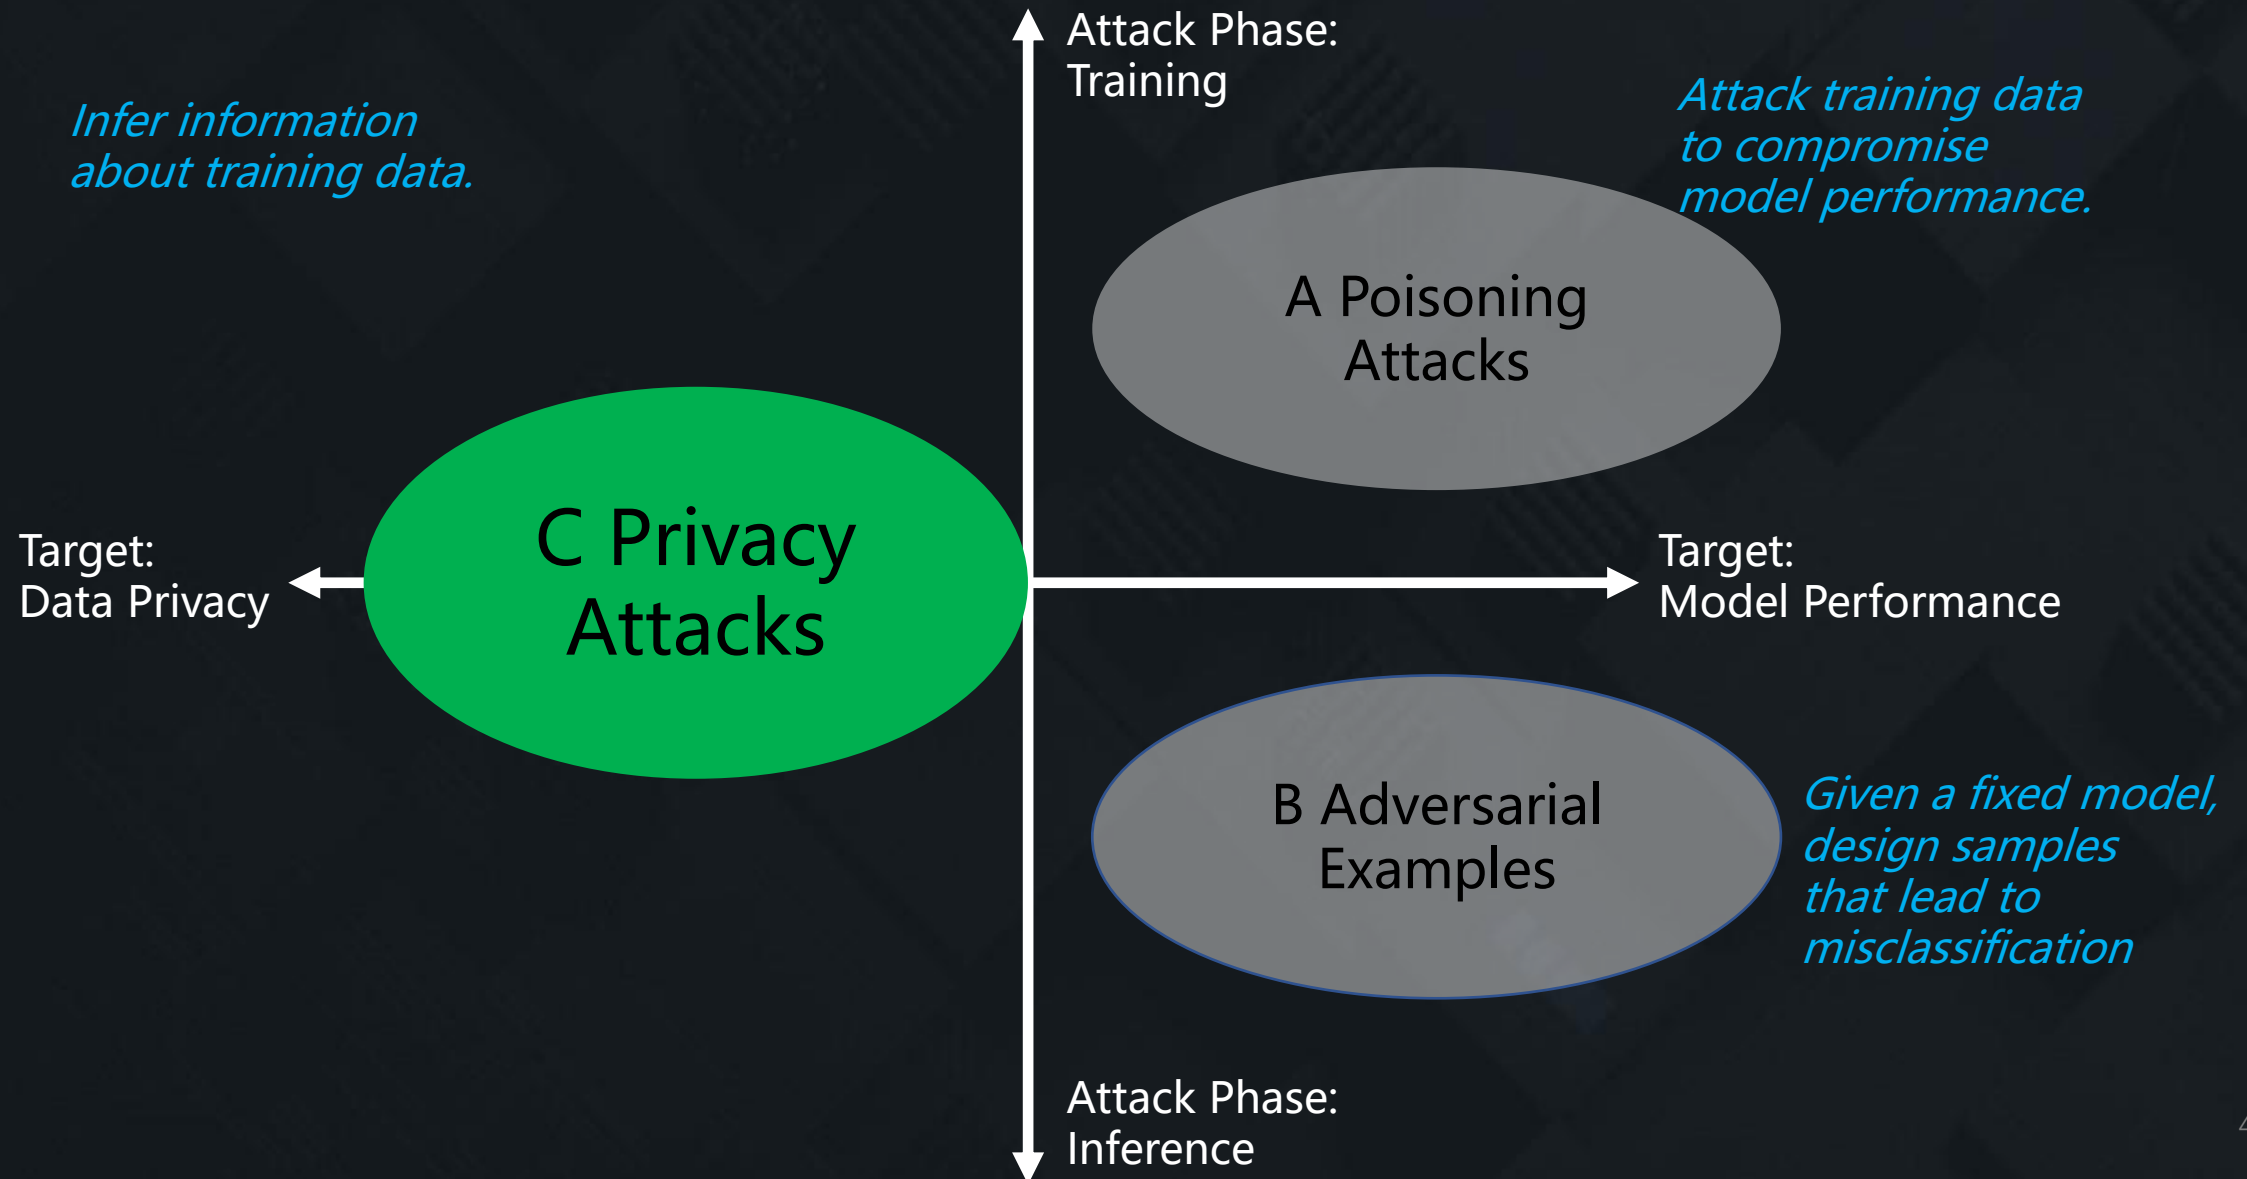 Attack Phase:
Training
Infer information
about training data.
Attack training data
to compromise
model performance.
A Poisoning
Attacks
C Privacy
Attacks
Target:
Data Privacy
Target:
Model Performance
B Adversarial
Examples
Given a fixed model,
design samples
that lead to
misclassification
Attack Phase:
Inference